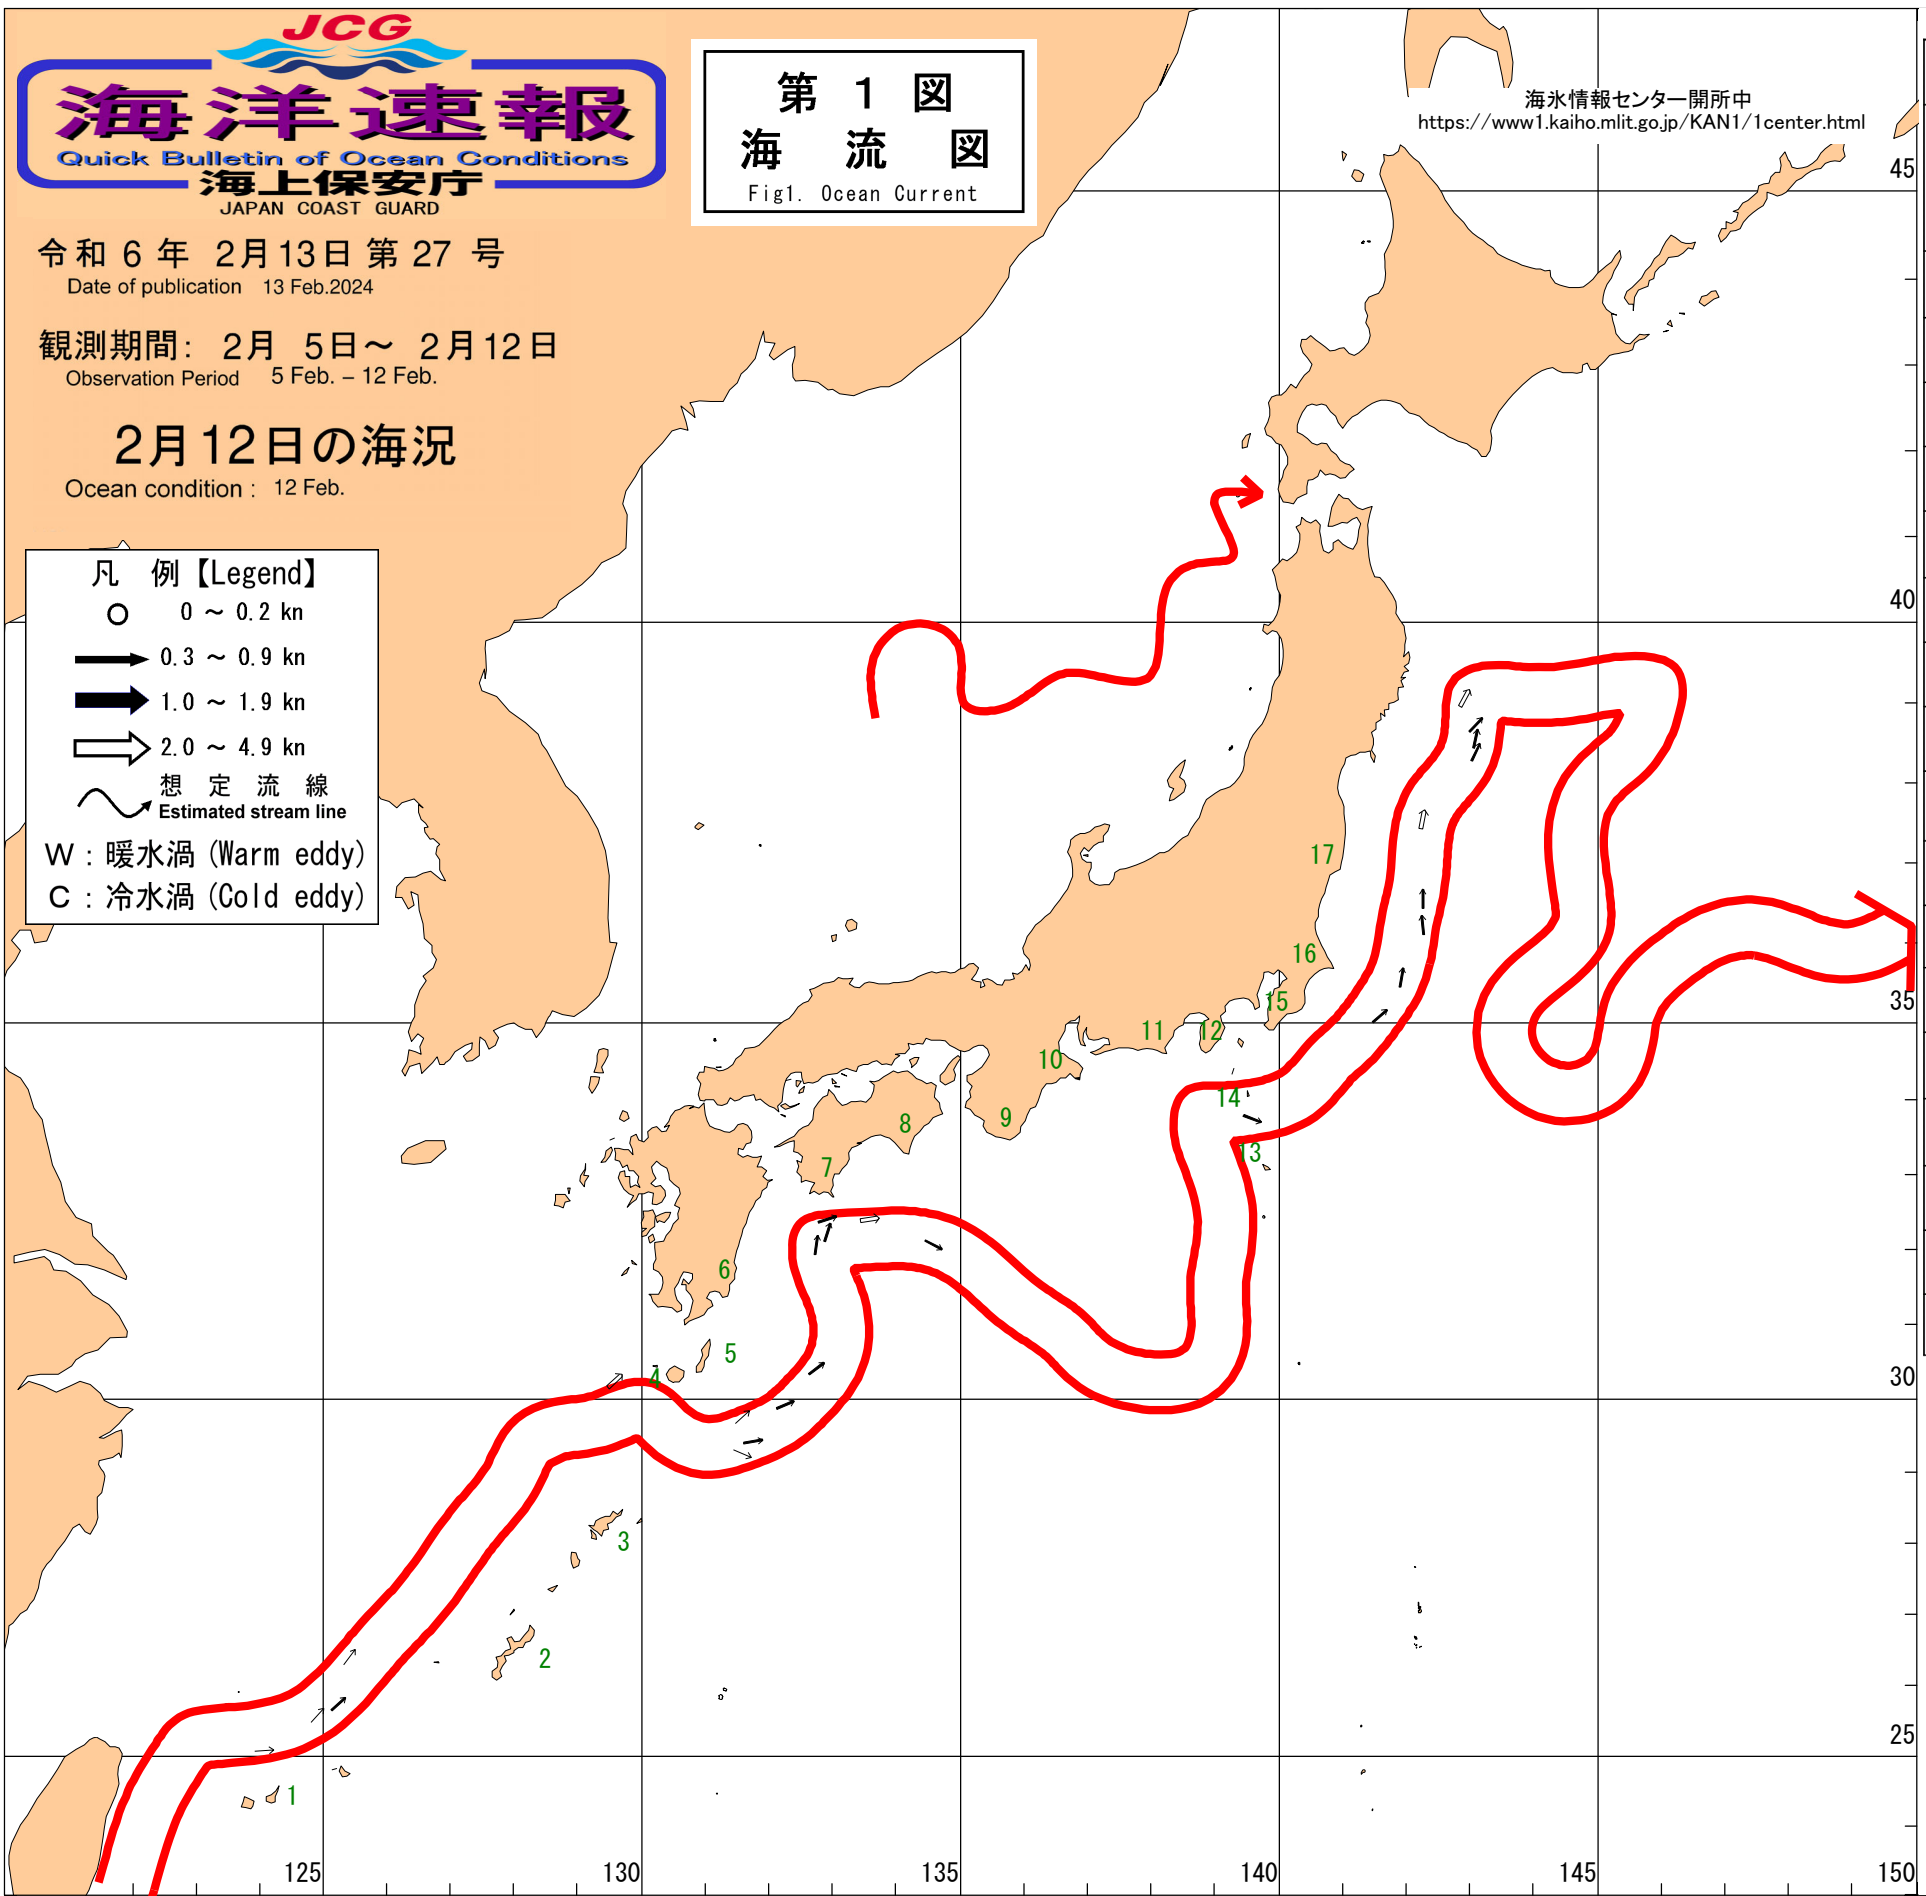 JCG
海洋速報
Quick Bulletin of Ocean Conditions
海上保安庁
JAPAN COAST GUARD
令和 6 年 2月13日 第 27 号
Date of publication 13 Feb.2024
観測期間: 2月 5日～ 2月12日
Observation Period 5 Feb. – 12 Feb.
2月12日の海況
Ocean condition : 12 Feb.
第 1 図
海 流 図
Fig1. Ocean Current
海氷情報センター開所中
https://www1.kaiho.mlit.go.jp/KAN1/1center.html
凡 例【Legend】
0 ～ 0.2 kn
0.3 ～ 0.9 kn
1.0 ～ 1.9 kn
2.0 ～ 4.9 kn
想 定 流 線
Estimated stream line
W : 暖水渦 (Warm eddy)
C : 冷水渦 (Cold eddy)
45
40
35
30
25
17
16
15
14
13
12
11
10
9
8
7
6
5
4
3
2
1
125
130
135
140
145
150